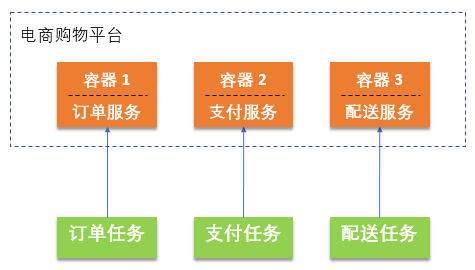 电商购物平台
容器 1
订单服务
容器 2
支付服务
容器 3
配送服务
订单任务
支付任务
配送任务